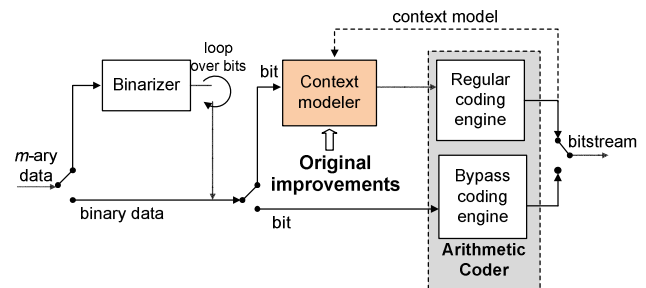 context model
loop
over bits
Binarizer
bit
Context
modeler
Regular
coding
engine
m-ary
data
Original
improvements
bitstream
Bypass
coding
engine
binary data
bit
Arithmetic
Coder